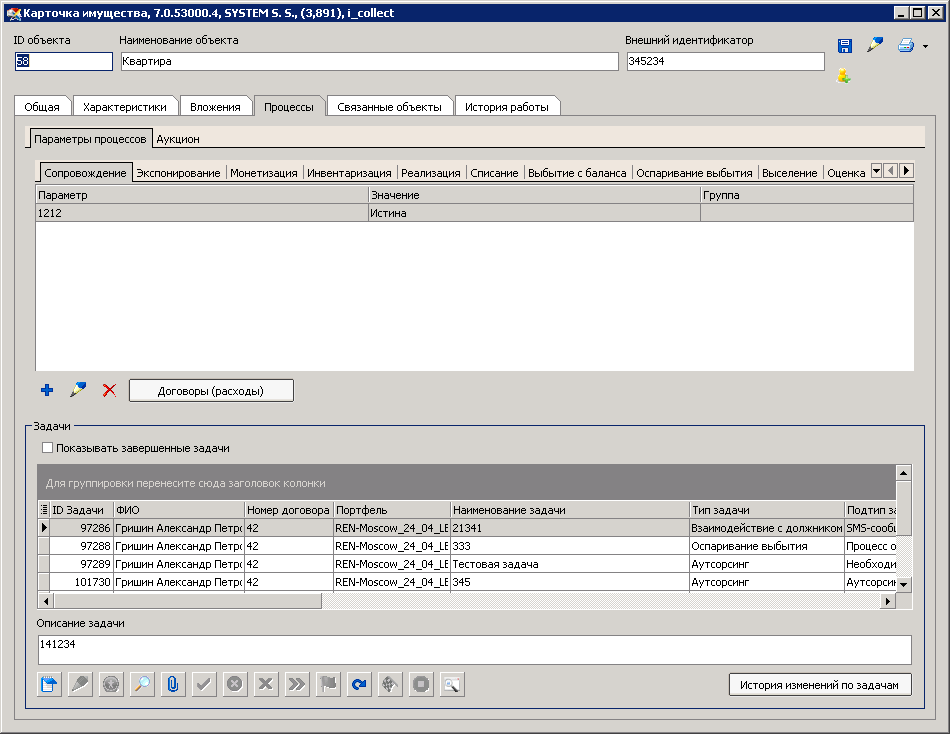 Карточка имущества, 7.0.53000.4, SYSTEM S. S., (3,891), i_collect
ID объекта Наименование объекта Внешний идентификатор
58 Квартира 345234
Общая Характеристики Вложения Процессы Связанные объекты История работы
Параметры процессов Аукцион
Сопровождение Экспонирование Монетизация Инвентаризация Реализация Списание Выбытие с баланса Оспаривание выбытия Выселение Оценка
Параметр Значение Группа
1212 Истина
Договоры (расходы)
Задачи
Показывать завершенные задачи
Для группировки перенесите сюда заголовок колонки
ID Задачи ФИО Номер договора Портфель Наименование задачи Тип задачи Подтип за
97286 Гришин Александр Петро 42 REN-Moscow_24_04_LE 21341 Взаимодействие с должником SMS-сообщ
97288 Гришин Александр Петро 42 REN-Moscow_24_04_LE 333 Оспаривание выбытия Процесс о
97289 Гришин Александр Петро 42 REN-Moscow_24_04_LE Тестовая задача Аутсорсинг Необходи
101730 Гришин Александр Петро 42 REN-Moscow_24_04_LE 345 Аутсорсинг Аутсорсин
Описание задачи
141234
История изменений по задачам